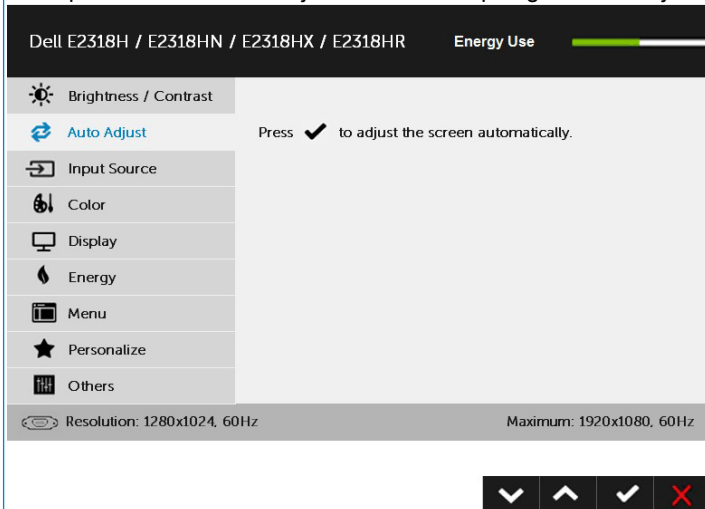 Dell E2318H / E2318HN / E2318HX / E2318HR Energy Use
Brightness / Contrast
Auto Adjust
Press ✔ to adjust the screen automatically.
Input Source
Color
Display
Energy
Menu
Personalize
Others
Resolution: 1280x1024, 60Hz Maximum: 1920x1080, 60Hz